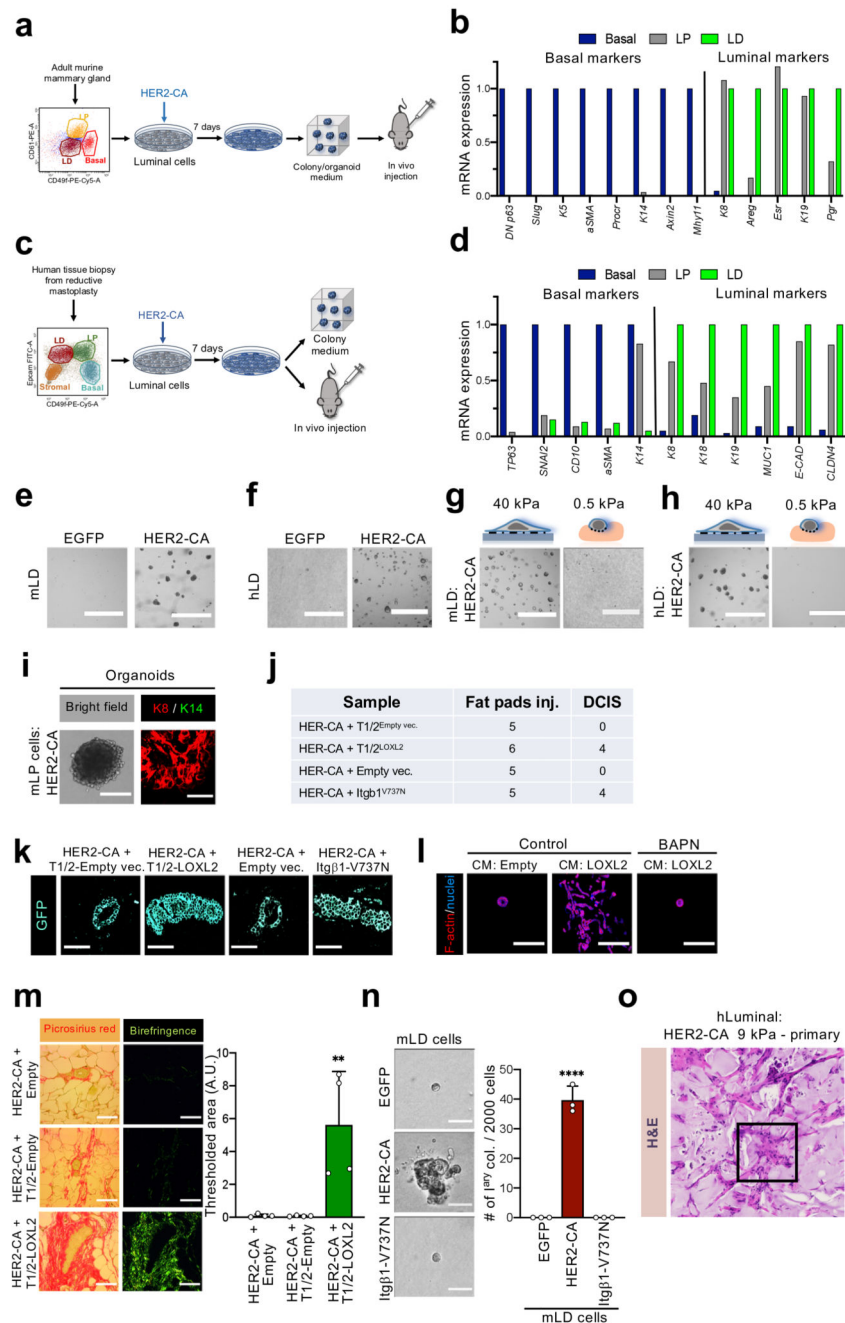 a
Adult murine
mammary gland
HER2-CA
LP
LD
Basal
CD61-PE-A
CD49f-PE-Cy5-A
Luminal cells
7 days
Colony/organoid
medium
In vivo
injection
b
Basal
LP
LD
Basal markers
Luminal markers
mRNA expression
1.0
0.5
0.0
DN p63
Slug
K5
aSMA
Procr
K14
Axin2
Mhy11
K8
Areg
Esr
K19
Pgr
c
Human tissue biopsy
from reductive
mastoplasty
HER2-CA
LD
LP
Stromal
Basal
Epcam FITC-A
CD49f-PE-Cy5-A
Luminal cells
7 days
Colony
medium
In vivo injection
d
Basal
LP
LD
Basal markers
Luminal markers
mRNA expression
1.0
0.5
0.0
TP63
SNAI2
CD10
aSMA
K14
K8
K18
K19
MUC1
E-CAD
CLDN4
e
EGFP
HER2-CA
mLD
f
EGFP
HER2-CA
hLD
g
40 kPa
0.5 kPa
mLD:
HER2-CA
h
40 kPa
0.5 kPa
hLD:
HER2-CA
i
Organoids
Bright field
K8 / K14
mLP cells:
HER2-CA
j
Sample Fat pads inj. DCIS
HER-CA + T1/2Empty vec. 5 0
HER-CA + T1/2LOXL2 6 4
HER-CA + Empty vec. 5 0
HER-CA + Itgb1V737N 5 4
k
HER2-CA +
T1/2-Empty vec.
HER2-CA +
T1/2-LOXL2
HER2-CA +
Empty vec.
HER2-CA +
Itgβ1-V737N
GFP
l
Control
BAPN
CM: Empty
CM: LOXL2
CM: LOXL2
F-actin/nuclei
m
Picrosirius red
Birefringence
HER2-CA +
Empty
HER2-CA +
T1/2-Empty
HER2-CA +
T1/2-LOXL2
Thresholded area (A.U.)
10
8
6
4
2
0
**
HER2-CA +
Empty
HER2-CA +
T1/2-Empty
HER2-CA +
T1/2-LOXL2
n
mLD cells
EGFP
HER2-CA
Itgβ1-V737N
# of Iary col. / 2000 cells
50
40
30
20
10
0
****
EGFP
HER2-CA
Itgβ1-V737N
mLD cells
o
hLuminal:
HER2-CA 9 kPa - primary
H&E